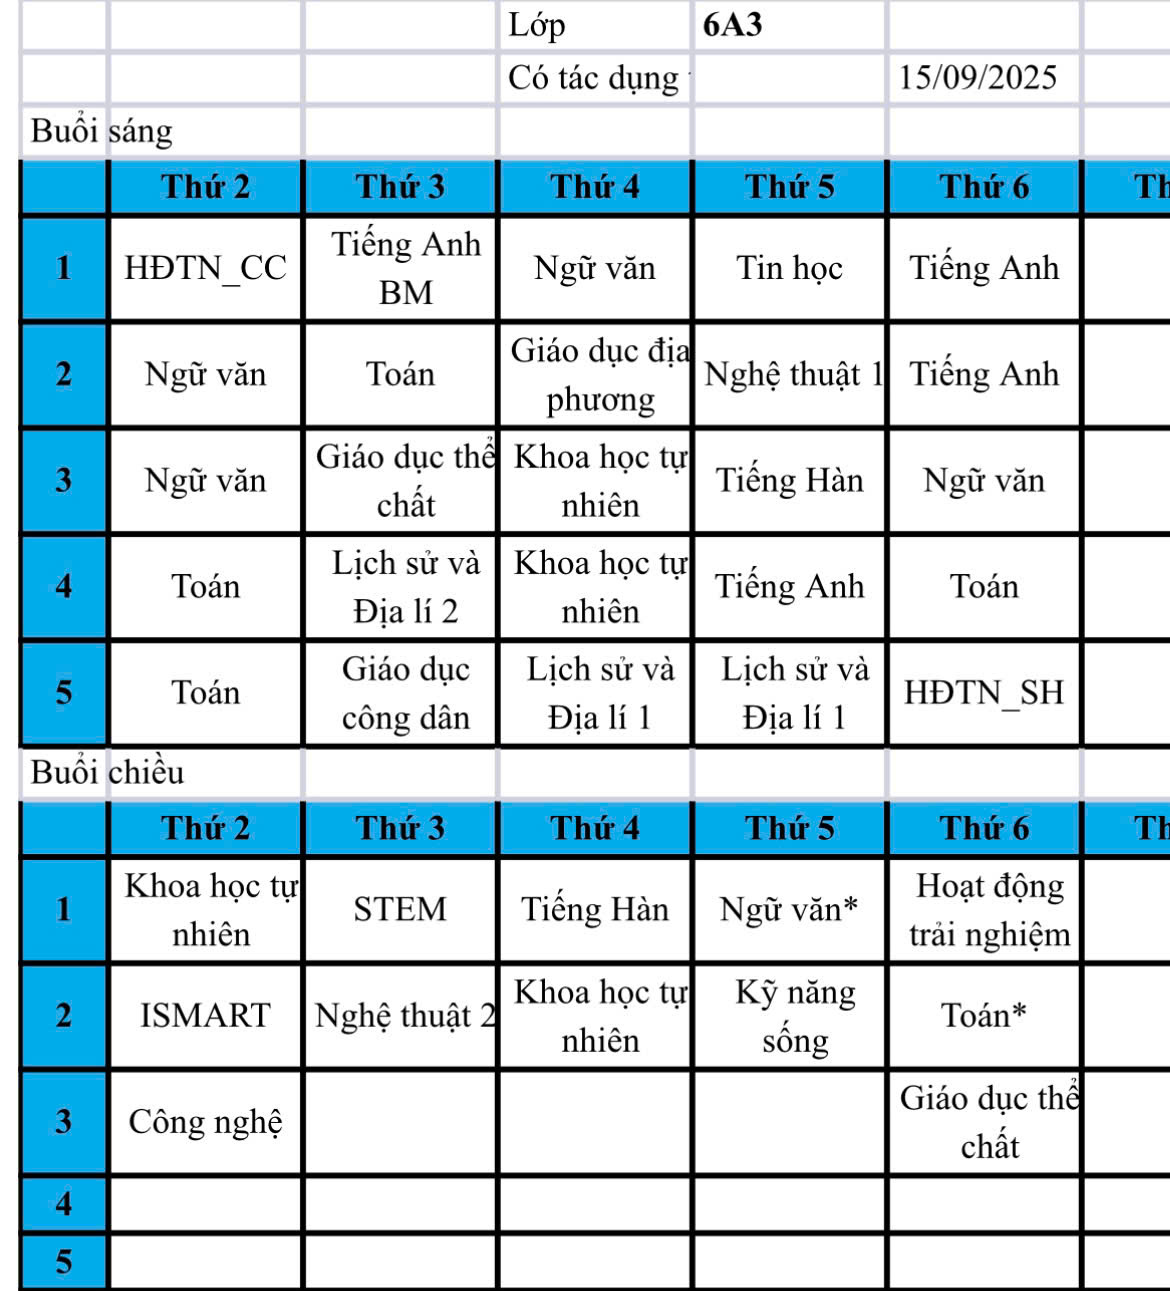 Lớp 6A3
Có tác dụng 15/09/2025
Buổi sáng
Thứ 2 Thứ 3 Thứ 4 Thứ 5 Thứ 6
1 HĐTN_CC Tiếng Anh BM Ngữ văn Tin học Tiếng Anh
2 Ngữ văn Toán Giáo dục địa phương Nghệ thuật 1 Tiếng Anh
3 Ngữ văn Giáo dục thể chất Khoa học tự nhiên Tiếng Hàn Ngữ văn
4 Toán Lịch sử và Địa lí 2 Khoa học tự nhiên Tiếng Anh Toán
5 Toán Giáo dục công dân Lịch sử và Địa lí 1 Lịch sử và Địa lí 1 HĐTN_SH
Buổi chiều
Thứ 2 Thứ 3 Thứ 4 Thứ 5 Thứ 6
1 Khoa học tự nhiên STEM Tiếng Hàn Ngữ văn* Hoạt động trải nghiệm
2 ISMART Nghệ thuật 2 Khoa học tự nhiên Kỹ năng sống Toán*
3 Công nghệ Giáo dục thể chất
4
5